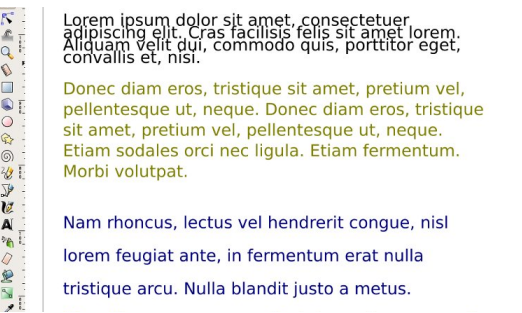 Lorem ipsum dolor sit amet, consectetuer
adipiscing elit. Cras facilisis felis sit amet lorem.
Aliquam velit dui, commodo quis, porttitor eget,
convallis et, nisi.
Donec diam eros, tristique sit amet, pretium vel,
pellentesque ut, neque. Donec diam eros, tristique
sit amet, pretium vel, pellentesque ut, neque.
Etiam sodales orci nec ligula. Etiam fermentum.
Morbi volutpat.
Nam rhoncus, lectus vel hendrerit congue, nisl
lorem feugiat ante, in fermentum erat nulla
tristique arcu. Nulla blandit justo a metus.